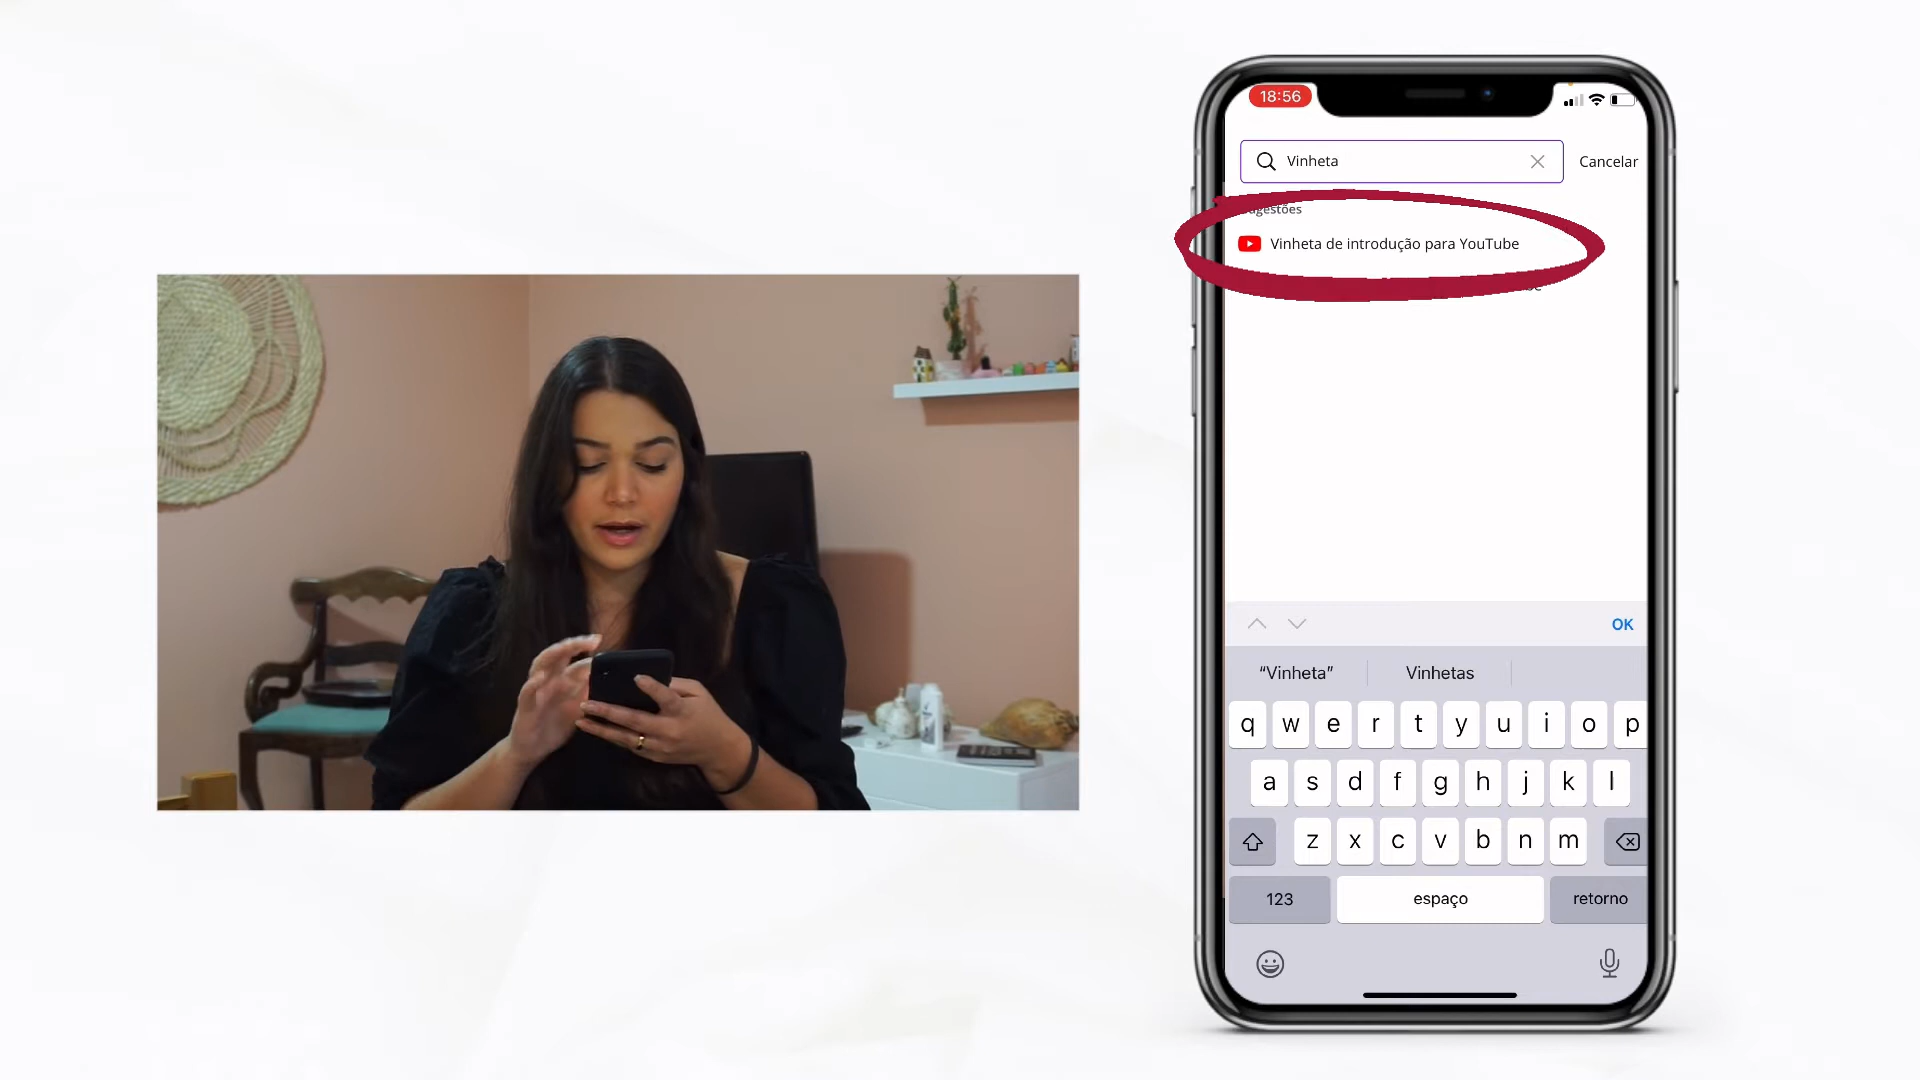 18:56
Vinheta
Cancelar
Vinheta de introdução para YouTube
OK
“Vinheta”
Vinhetas
q w e r t y u i o p
a s d f g h j k l
z x c v b n m
123
espaço
retorno